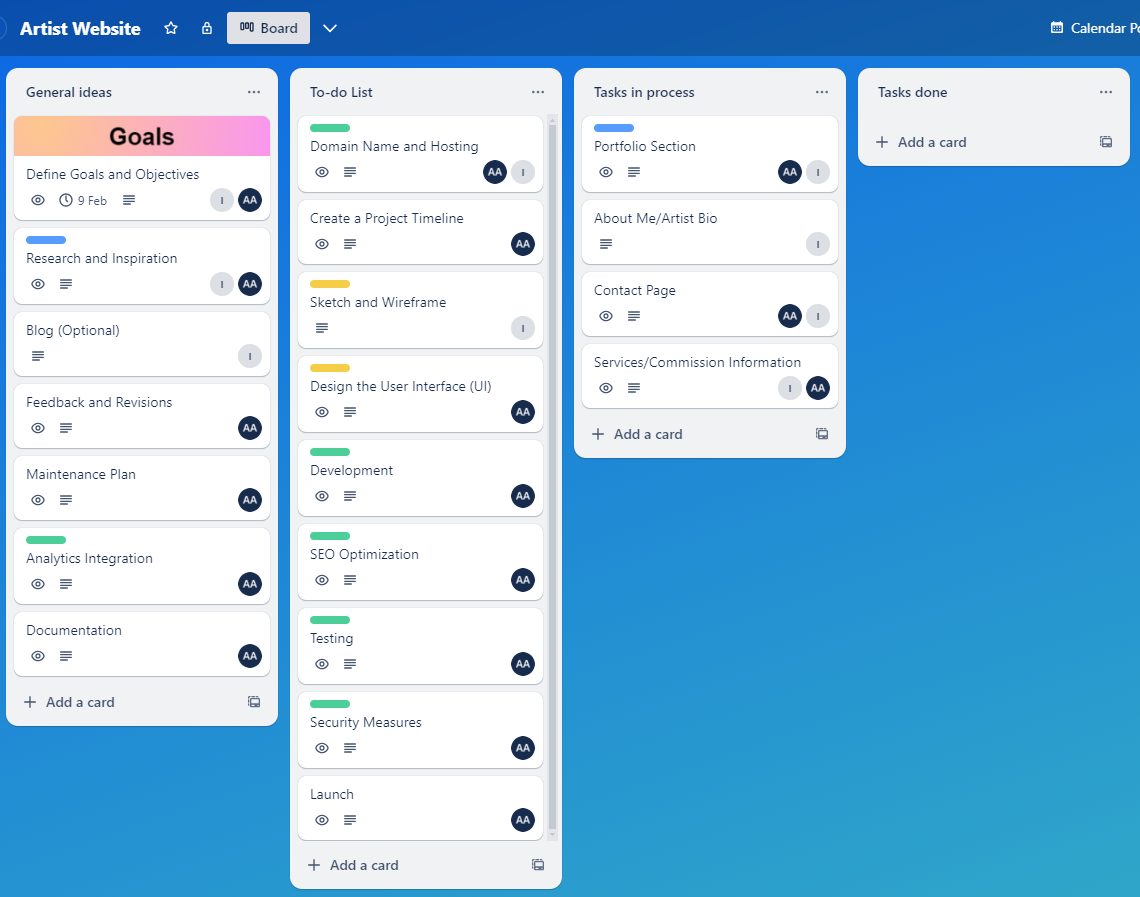 Artist Website
Board
Calendar Po
General ideas
Goals
Define Goals and Objectives
9 Feb
I AA
Research and Inspiration
I AA
Blog (Optional)
I
Feedback and Revisions
AA
Maintenance Plan
AA
Analytics Integration
AA
Documentation
AA
+ Add a card
To-do List
Domain Name and Hosting
AA I
Create a Project Timeline
AA
Sketch and Wireframe
I
Design the User Interface (UI)
AA
Development
AA
SEO Optimization
AA
Testing
AA
Security Measures
AA
Launch
AA
+ Add a card
Tasks in process
Portfolio Section
AA I
About Me/Artist Bio
I
Contact Page
AA I
Services/Commission Information
I AA
+ Add a card
Tasks done
+ Add a card